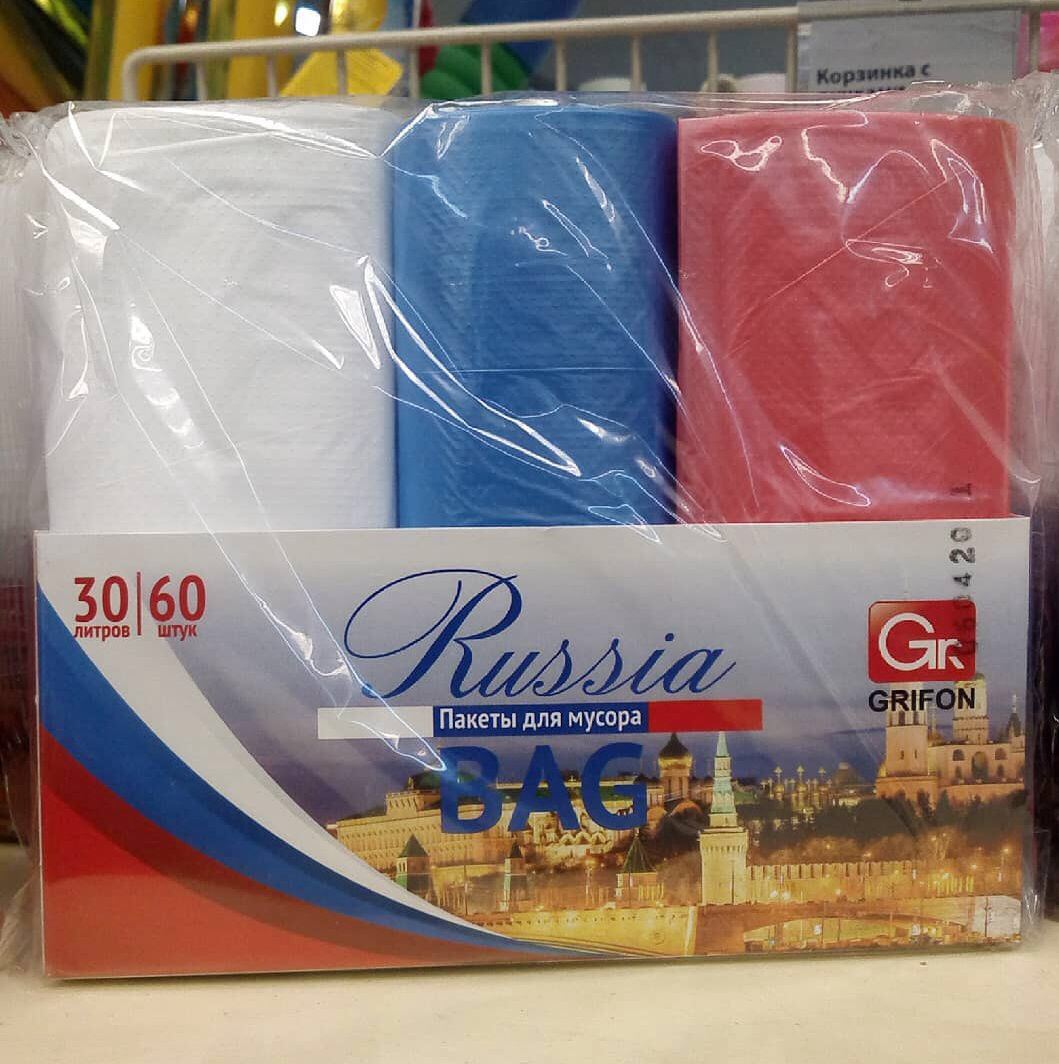 Корзинка с
30|60
литров штук
Russia
Пакеты для мусора
BAG
Gr
GRIFON